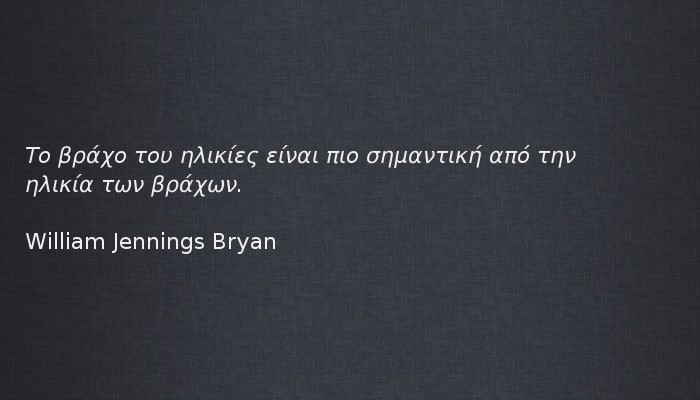 Το βράχο του ηλικίες είναι πιο σημαντική από την
ηλικία των βράχων.
William Jennings Bryan